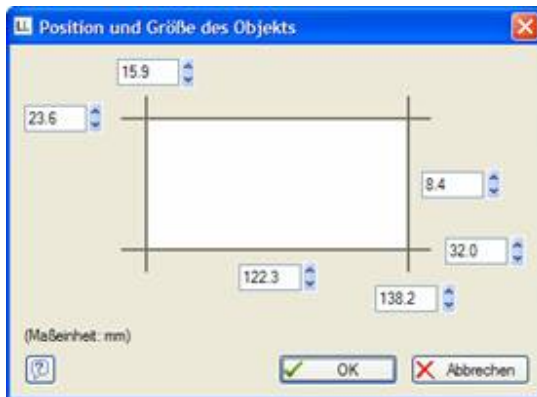 LL Position und Größe des Objekts
15.9
23.6
8.4
32.0
122.3
138.2
(Maßeinheit: mm)
? OK Abbrechen